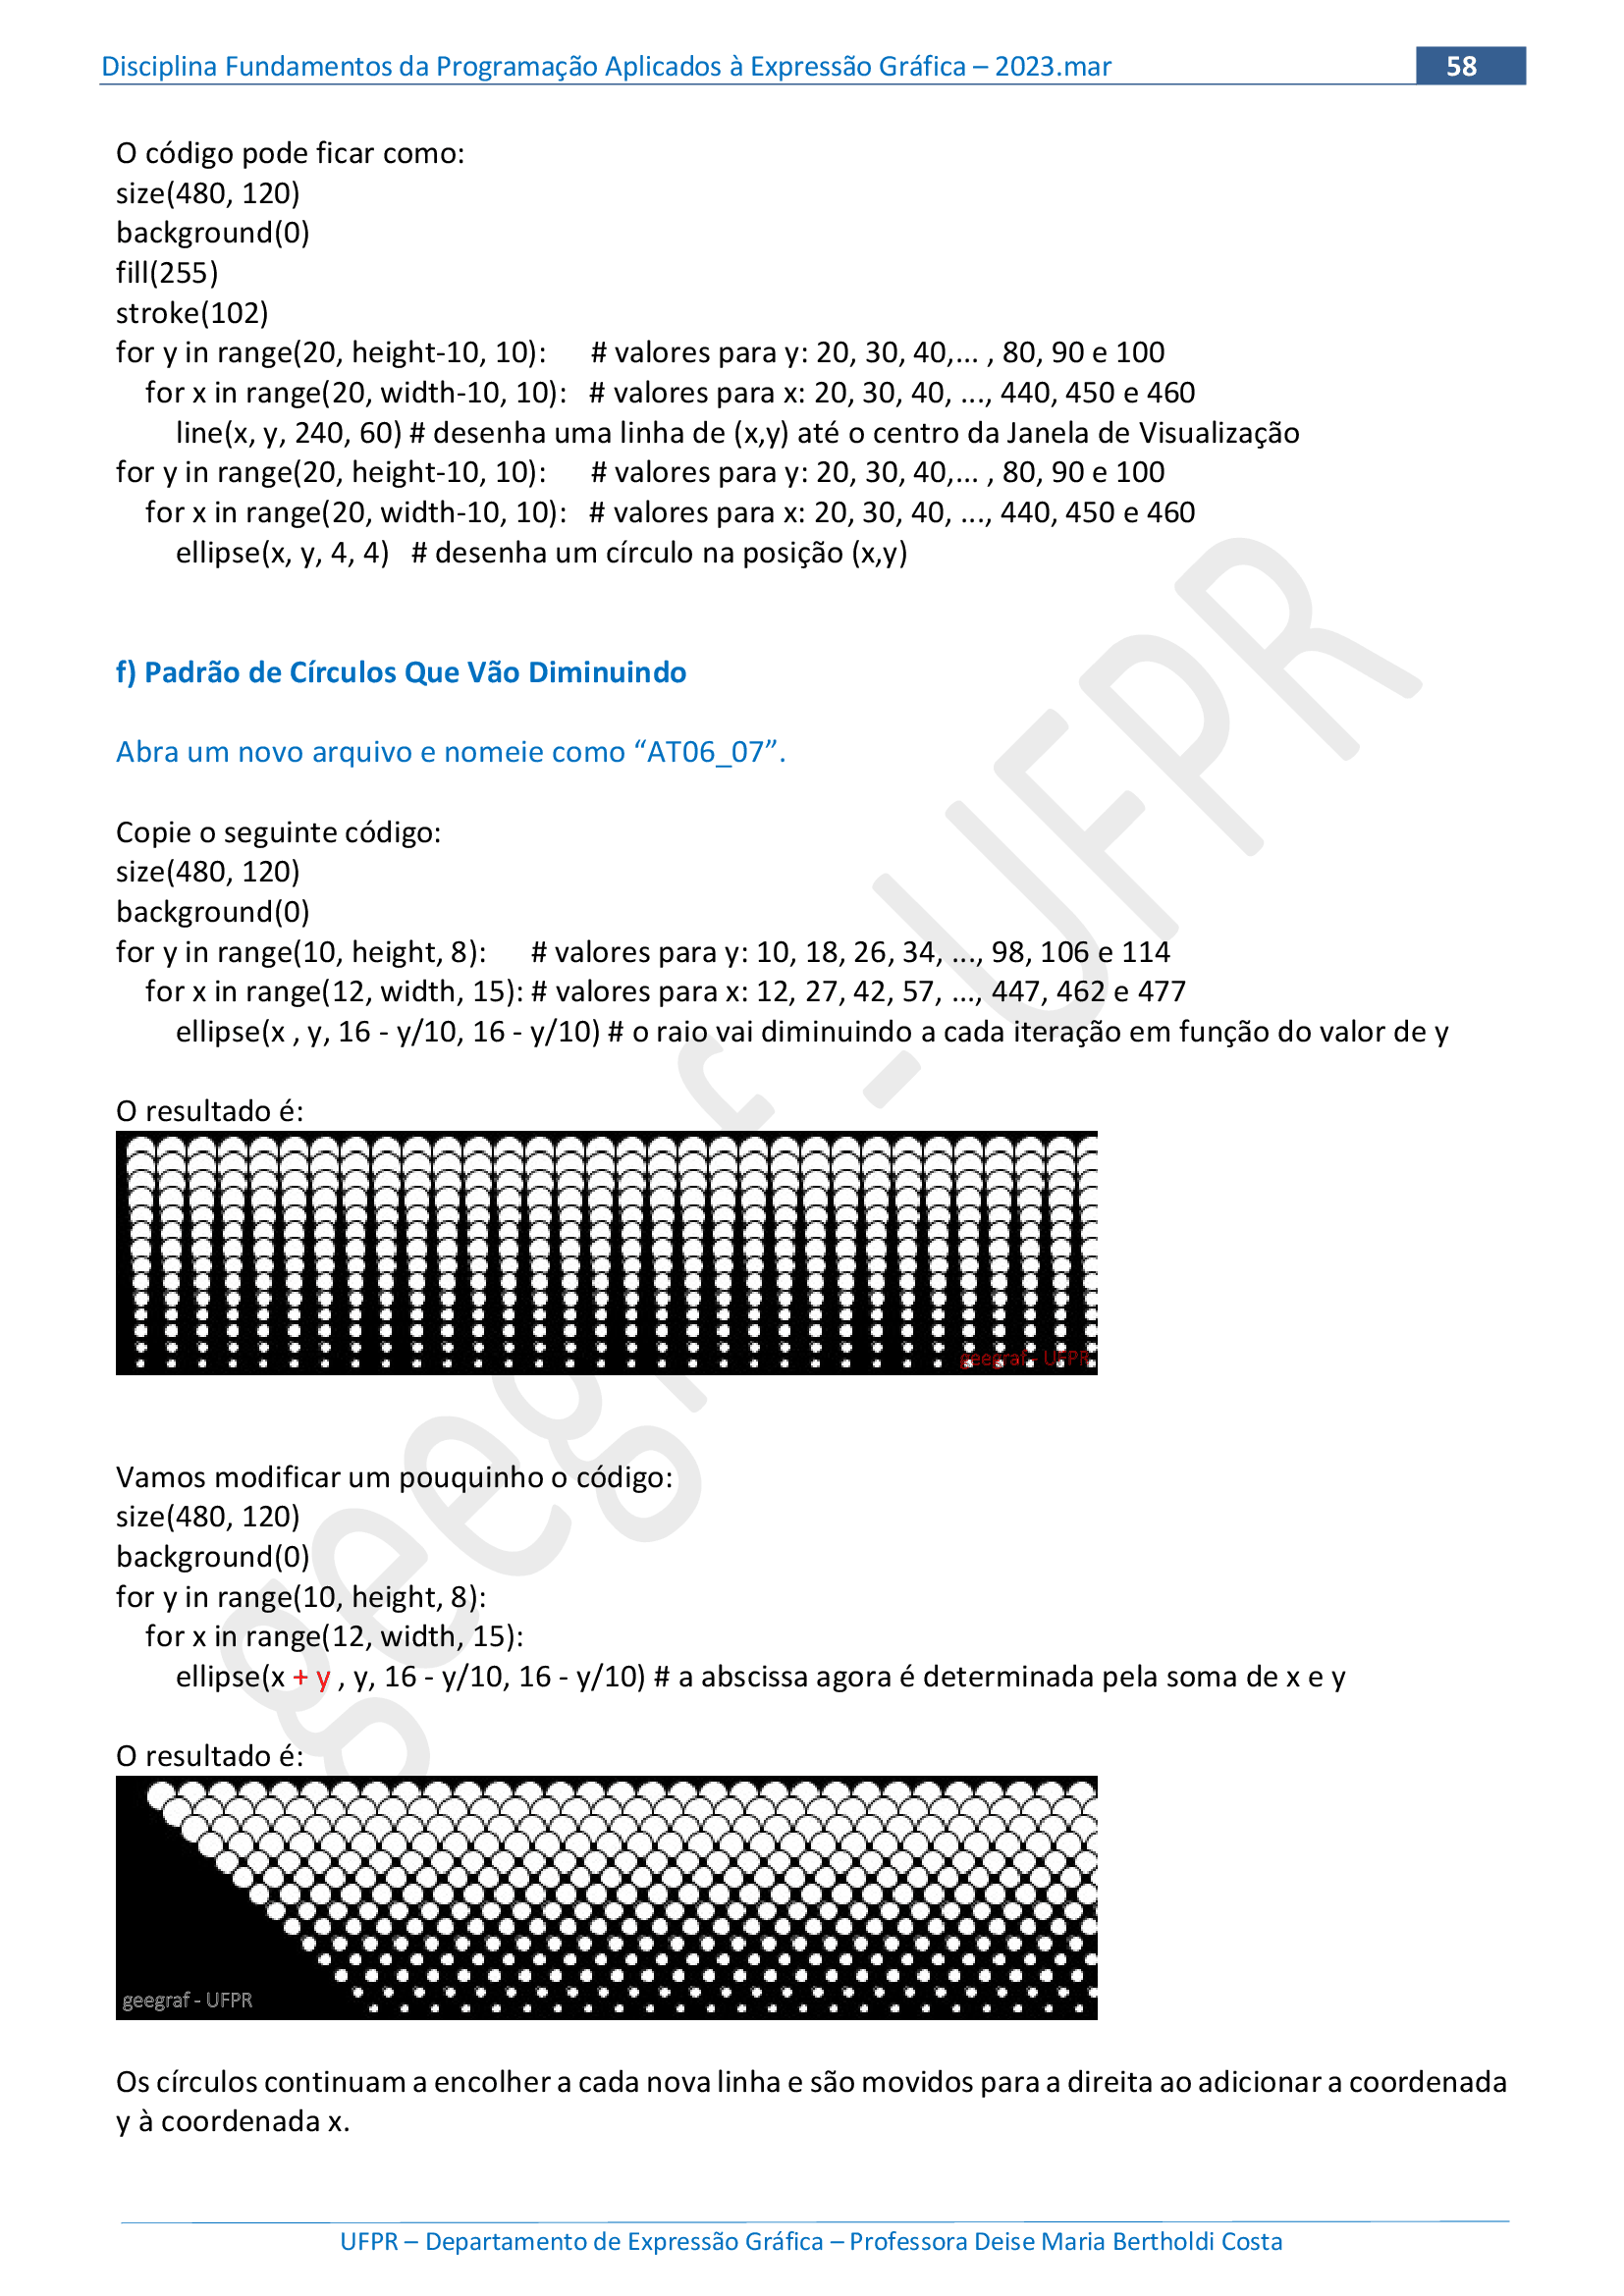 Disciplina Fundamentos da Programação Aplicados à Expressão Gráfica – 2023.mar 58
O código pode ficar como:
size(480, 120)
background(0)
fill(255)
stroke(102)
for y in range(20, height-10, 10):      # valores para y: 20, 30, 40,... , 80, 90 e 100
    for x in range(20, width-10, 10):   # valores para x: 20, 30, 40, ..., 440, 450 e 460
        line(x, y, 240, 60) # desenha uma linha de (x,y) até o centro da Janela de Visualização
for y in range(20, height-10, 10):      # valores para y: 20, 30, 40,... , 80, 90 e 100
    for x in range(20, width-10, 10):   # valores para x: 20, 30, 40, ..., 440, 450 e 460
        ellipse(x, y, 4, 4)   # desenha um círculo na posição (x,y)
f) Padrão de Círculos Que Vão Diminuindo
Abra um novo arquivo e nomeie como “AT06_07”.
Copie o seguinte código:
size(480, 120)
background(0)
for y in range(10, height, 8):      # valores para y: 10, 18, 26, 34, ..., 98, 106 e 114
    for x in range(12, width, 15): # valores para x: 12, 27, 42, 57, ..., 447, 462 e 477
        ellipse(x , y, 16 - y/10, 16 - y/10) # o raio vai diminuindo a cada iteração em função do valor de y
O resultado é:
geegraf - UFPR
Vamos modificar um pouquinho o código:
size(480, 120)
background(0)
for y in range(10, height, 8):
    for x in range(12, width, 15):
        ellipse(x + y , y, 16 - y/10, 16 - y/10) # a abscissa agora é determinada pela soma de x e y
O resultado é:
geegraf - UFPR
Os círculos continuam a encolher a cada nova linha e são movidos para a direita ao adicionar a coordenada
y à coordenada x.
UFPR – Departamento de Expressão Gráfica – Professora Deise Maria Bertholdi Costa
geegraf - UFPR